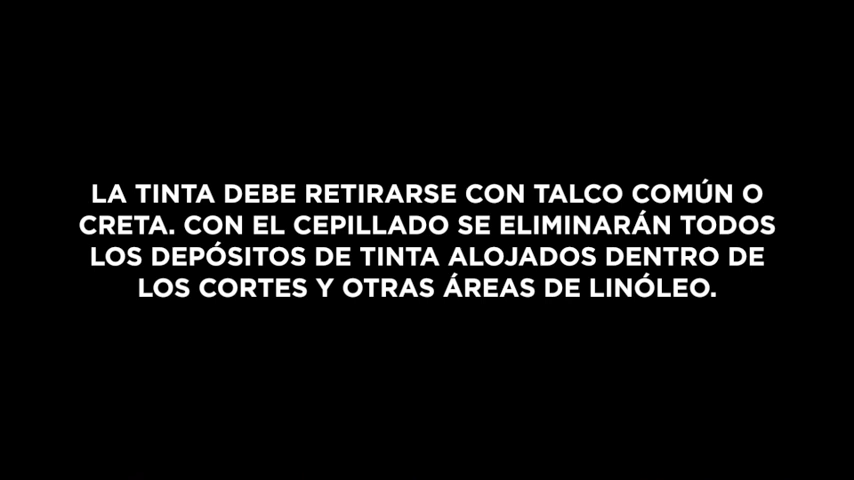 LA TINTA DEBE RETIRARSE CON TALCO COMÚN O
CRETA. CON EL CEPILLADO SE ELIMINARÁN TODOS
LOS DEPÓSITOS DE TINTA ALOJADOS DENTRO DE
LOS CORTES Y OTRAS ÁREAS DE LINÓLEO.